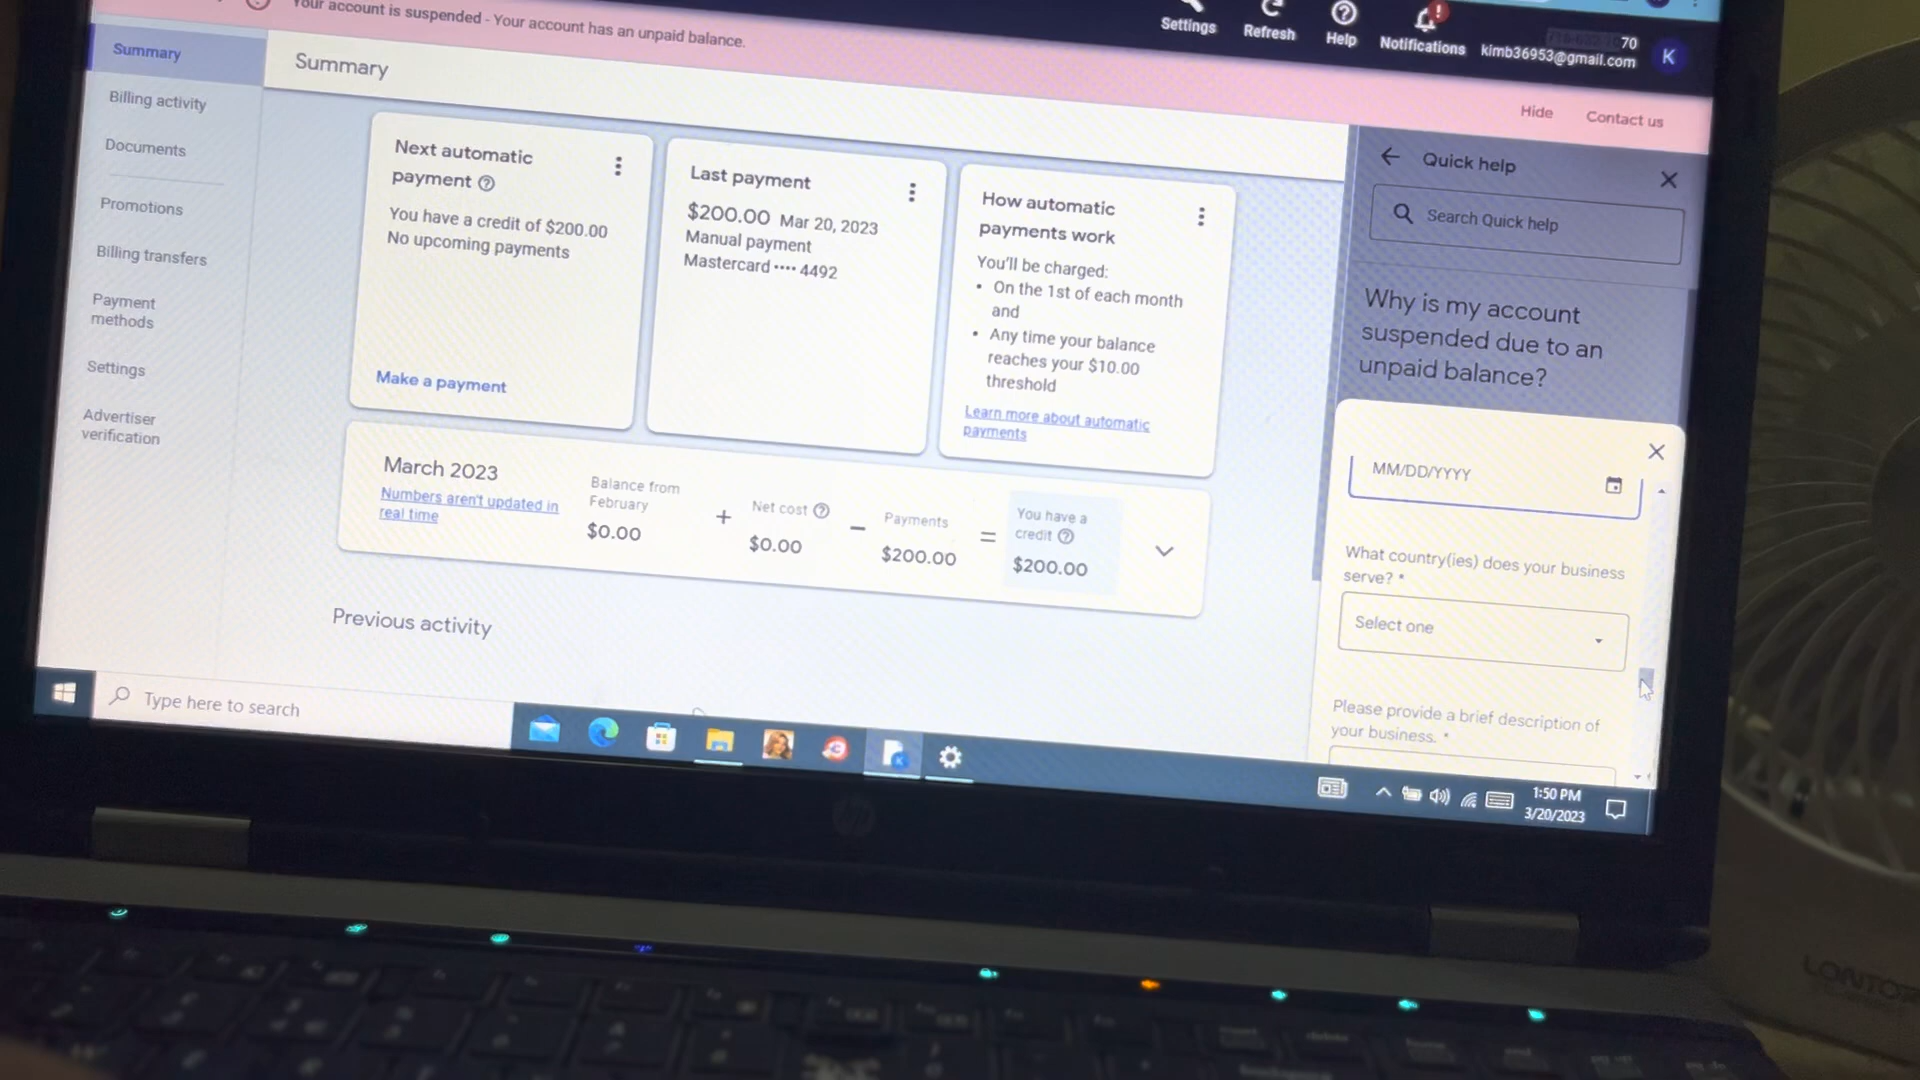 Your account is suspended - Your account has an unpaid balance.
Settings
Refresh
Help
Notifications
70
kimb36953@gmail.com
K
Hide
Contact us
Summary
Billing activity
Documents
Promotions
Billing transfers
Payment
methods
Settings
Advertiser
verification
Summary
Next automatic
payment
You have a credit of $200.00
No upcoming payments
Make a payment
Last payment
$200.00 Mar 20, 2023
Manual payment
Mastercard •••• 4492
How automatic
payments work
You'll be charged:
• On the 1st of each month
and
• Any time your balance
reaches your $10.00
threshold
Learn more about automatic
payments
March 2023
Numbers aren't updated in
real time
Balance from
February
$0.00
+
Net cost
$0.00
−
Payments
$200.00
=
You have a
credit
$200.00
Previous activity
Quick help
Search Quick help
Why is my account
suspended due to an
unpaid balance?
MM/DD/YYYY
What country(ies) does your business
serve? *
Select one
Please provide a brief description of
your business. *
Type here to search
1:50 PM
3/20/2023